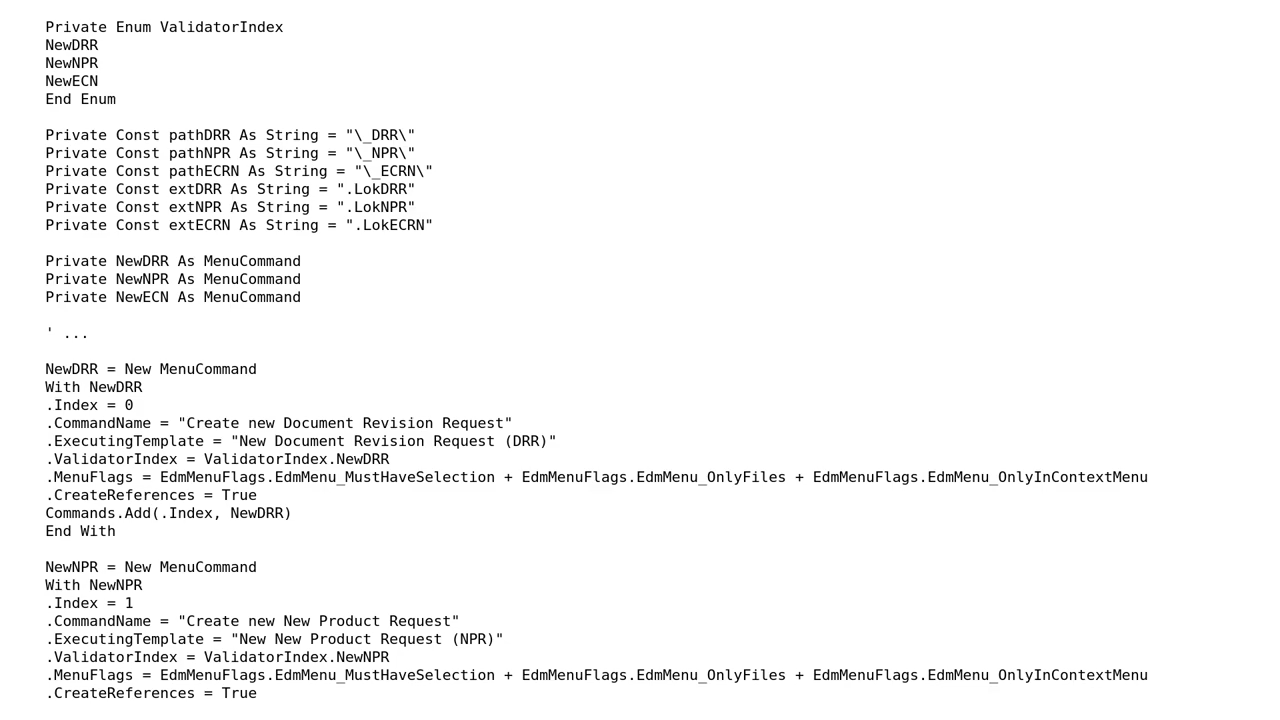 Private Enum ValidatorIndex
NewDRR
NewNPR
NewECN
End Enum

Private Const pathDRR As String = "\_DRR\"
Private Const pathNPR As String = "\_NPR\"
Private Const pathECRN As String = "\_ECRN\"
Private Const extDRR As String = ".LokDRR"
Private Const extNPR As String = ".LokNPR"
Private Const extECRN As String = ".LokECRN"

Private NewDRR As MenuCommand
Private NewNPR As MenuCommand
Private NewECN As MenuCommand

' ...

NewDRR = New MenuCommand
With NewDRR
.Index = 0
.CommandName = "Create new Document Revision Request"
.ExecutingTemplate = "New Document Revision Request (DRR)"
.ValidatorIndex = ValidatorIndex.NewDRR
.MenuFlags = EdmMenuFlags.EdmMenu_MustHaveSelection + EdmMenuFlags.EdmMenu_OnlyFiles + EdmMenuFlags.EdmMenu_OnlyInContextMenu
.CreateReferences = True
Commands.Add(.Index, NewDRR)
End With

NewNPR = New MenuCommand
With NewNPR
.Index = 1
.CommandName = "Create new New Product Request"
.ExecutingTemplate = "New New Product Request (NPR)"
.ValidatorIndex = ValidatorIndex.NewNPR
.MenuFlags = EdmMenuFlags.EdmMenu_MustHaveSelection + EdmMenuFlags.EdmMenu_OnlyFiles + EdmMenuFlags.EdmMenu_OnlyInContextMenu
.CreateReferences = True